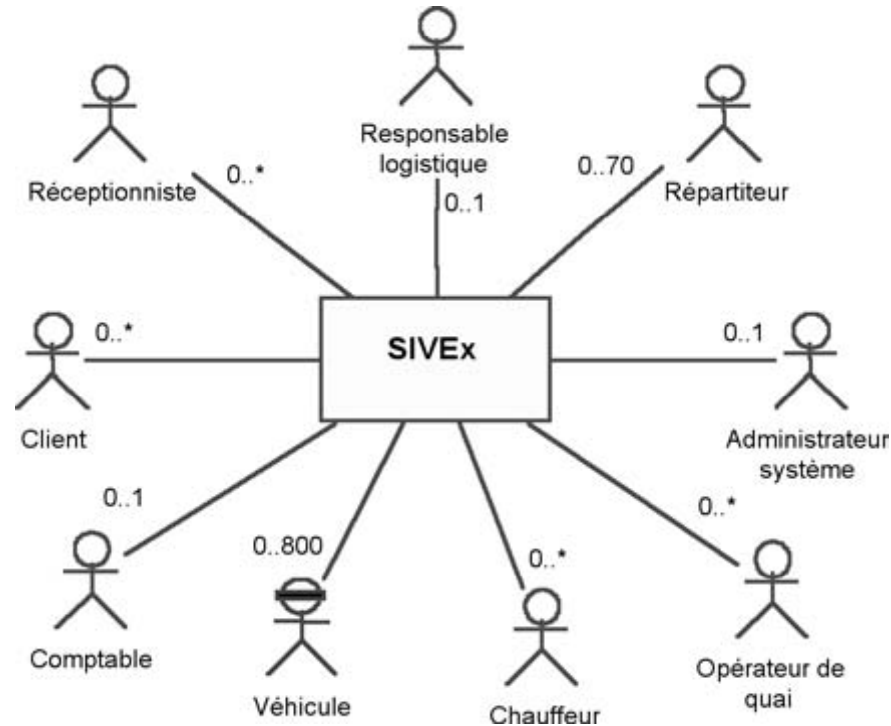 Responsable
logistique
0..1
Réceptionniste
0..*
Répartiteur
0..70
SIVEx
Client
0..*
Administrateur
système
0..1
Comptable
0..1
Véhicule
0..800
Chauffeur
0..*
Opérateur de
quai
0..*